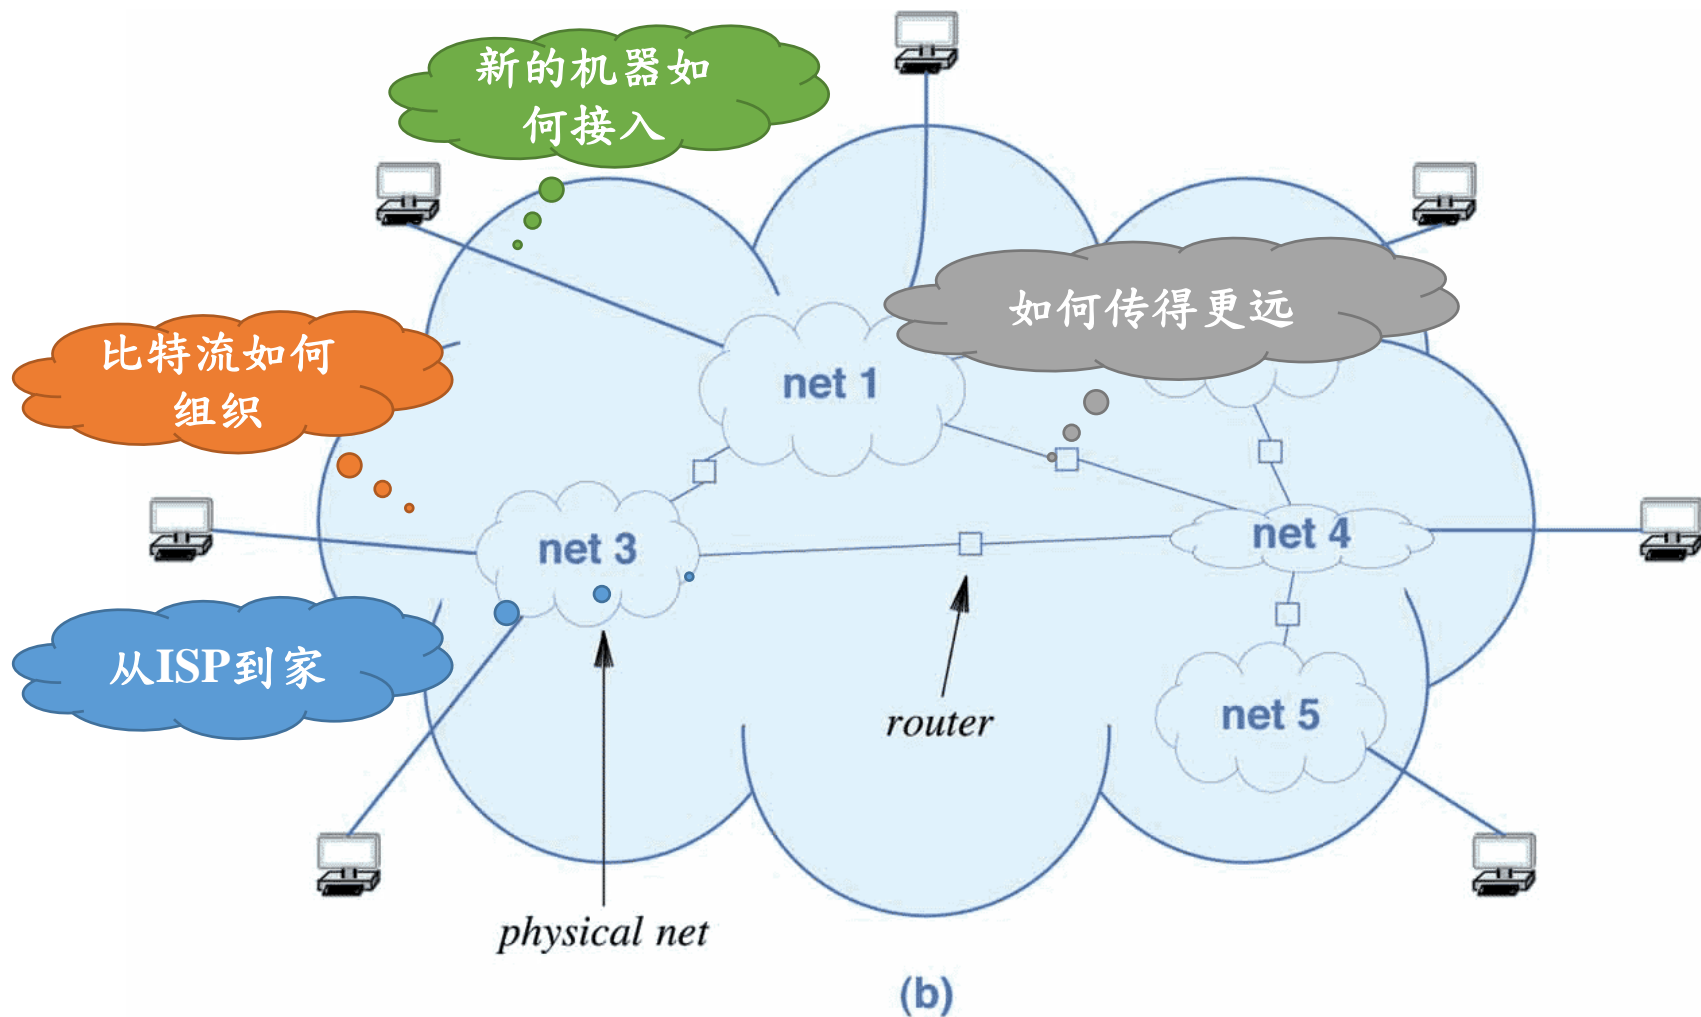 新的机器如
何接入
如何传得更远
比特流如何
组织
net 1
net 3
net 4
从ISP到家
router
net 5
physical net
(b)